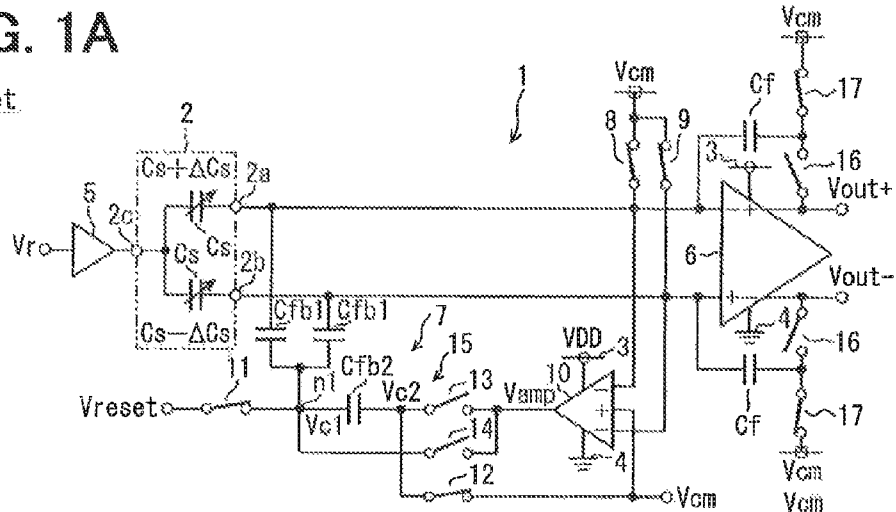 G. 1A
et
Vcm
1
Vcm
Cf
17
2
8
9
3
16
Cs+ΔCs
2a
Vout+
5
2c
Vr
Cs
Cs
2b
6
Vout-
Cfb1
Cfb1
7
4
Cs-ΔCs
VDD
3
16
11
n1
Cfb2
15
13
Vamp
10
Vreset
Vc2
Vc1
14
4
Cf
17
12
Vcm
Vcm
Vcm